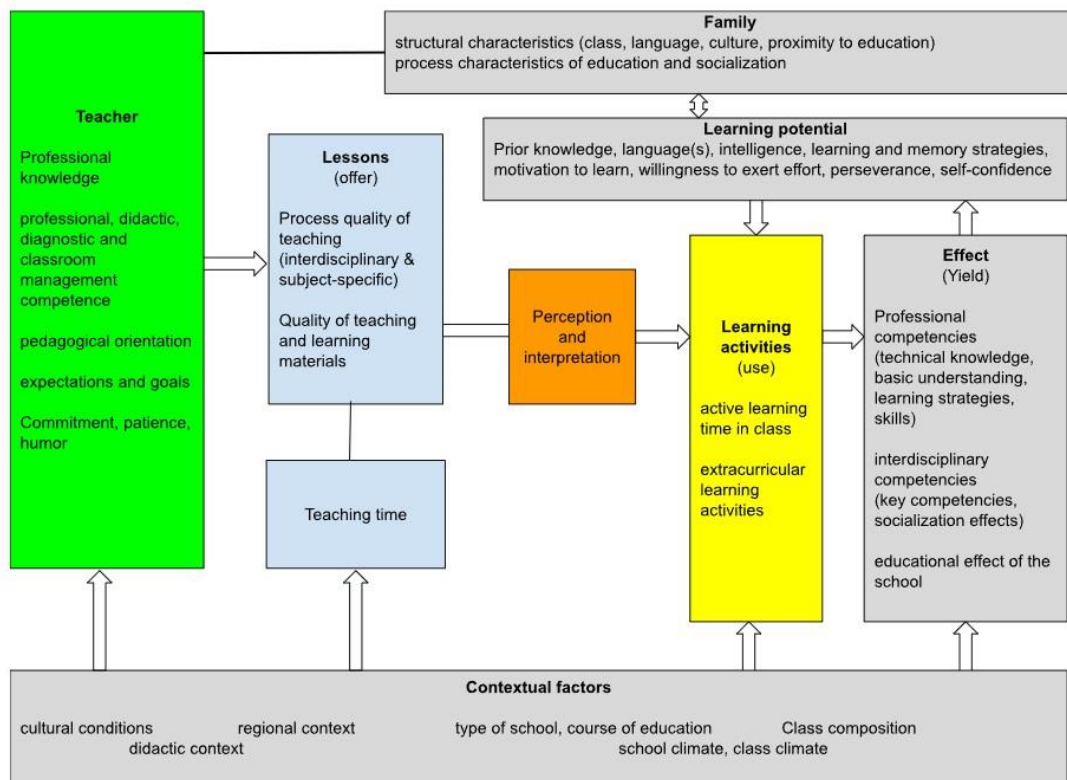 Family
structural characteristics (class, language, culture, proximity to education)
process characteristics of education and socialization
Teacher
Professional
knowledge
professional, didactic,
diagnostic and
classroom
management
competence
pedagogical orientation
expectations and goals
Commitment, patience,
humor
Learning potential
Prior knowledge, language(s), intelligence, learning and memory strategies,
motivation to learn, willingness to exert effort, perseverance, self-confidence
Lessons
(offer)
Process quality of
teaching
(interdisciplinary &
subject-specific)
Quality of teaching
and learning
materials
Teaching time
Perception
and
interpretation
Learning
activities
(use)
active learning
time in class
extracurricular
learning
activities
Effect
(Yield)
Professional
competencies
(technical knowledge,
basic understanding,
learning strategies,
skills)
interdisciplinary
competencies
(key competencies,
socialization effects)
educational effect of the
school
Contextual factors
cultural conditions regional context type of school, course of education Class composition
didactic context school climate, class climate